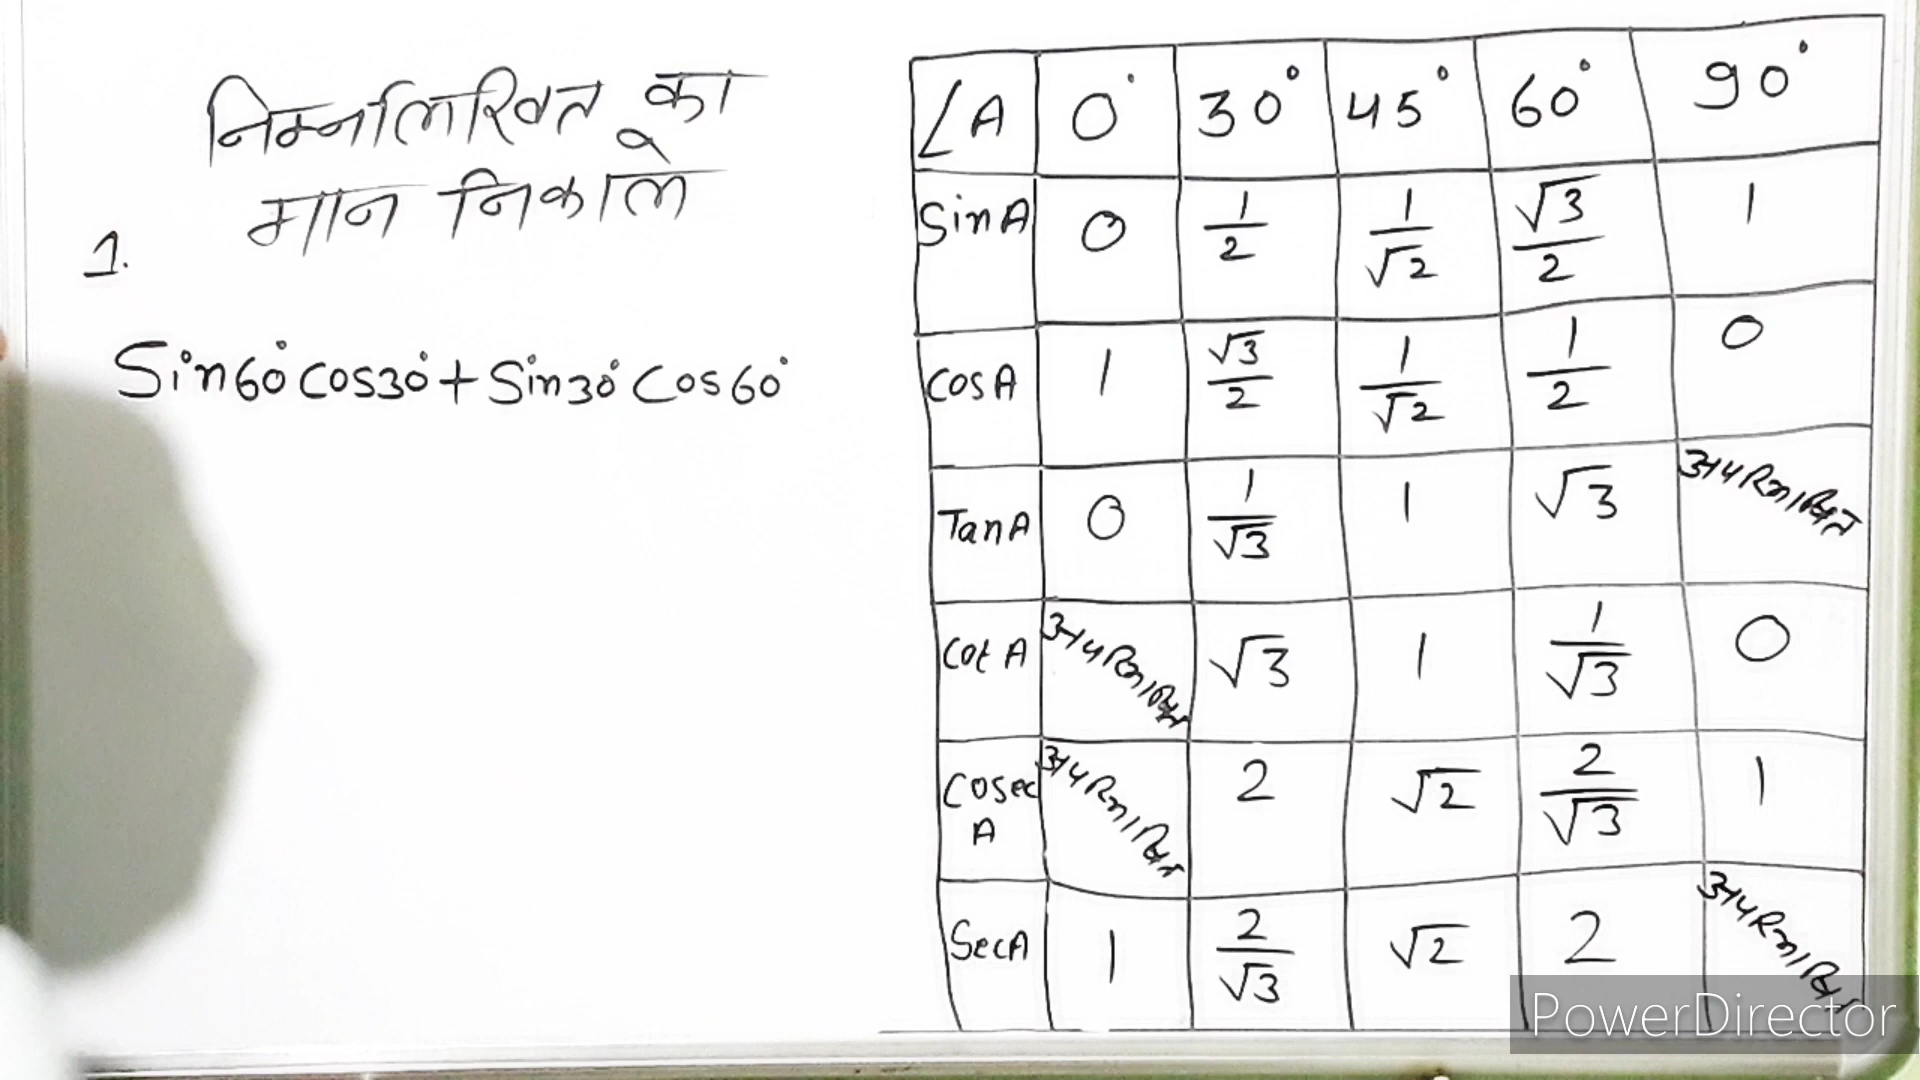 निम्नलिखित का
मान निकाले
1.
Sin60° cos30° + Sin30° Cos60°
∠A 0° 30° 45° 60° 90°
SinA 0 1/2 1/√2 √3/2 1
CosA 1 √3/2 1/√2 1/2 0
TanA 0 1/√3 1 √3 अपरिभाषित
Cot A अपरिभाषित √3 1 1/√3 0
Cosec A अपरिभाषित 2 √2 2/√3 1
SecA 1 2/√3 √2 2 अपरिभाषित
PowerDirector